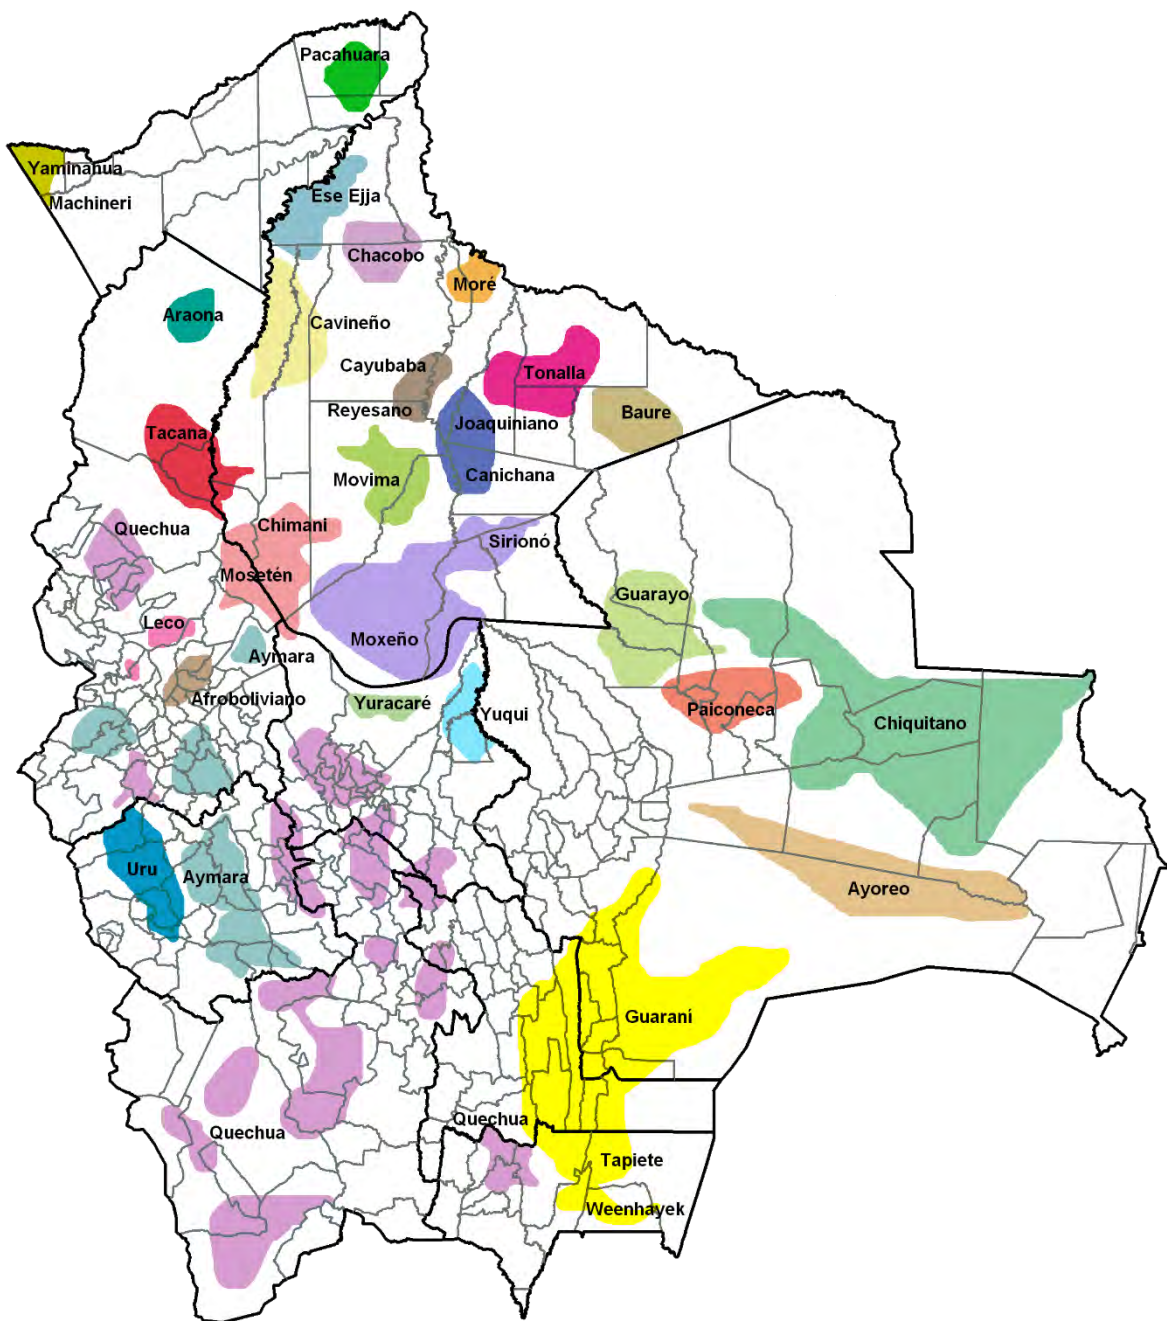 Pacahuara
Yaminahua
Machineri
Ese Ejja
Chacobo
Moré
Araona
Cavineño
Cayubaba
Tonalla
Reyesano
Baure
Joaquiniano
Tacana
Movima
Canichana
Quechua
Chimani
Sirionó
Mosetén
Guarayo
Leco
Moxeño
Aymara
Afroboliviano
Yuracaré
Yuqui
Paiconeca
Chiquitano
Uru
Aymara
Ayoreo
Guaraní
Quechua
Quechua
Tapiete
Weenhayek